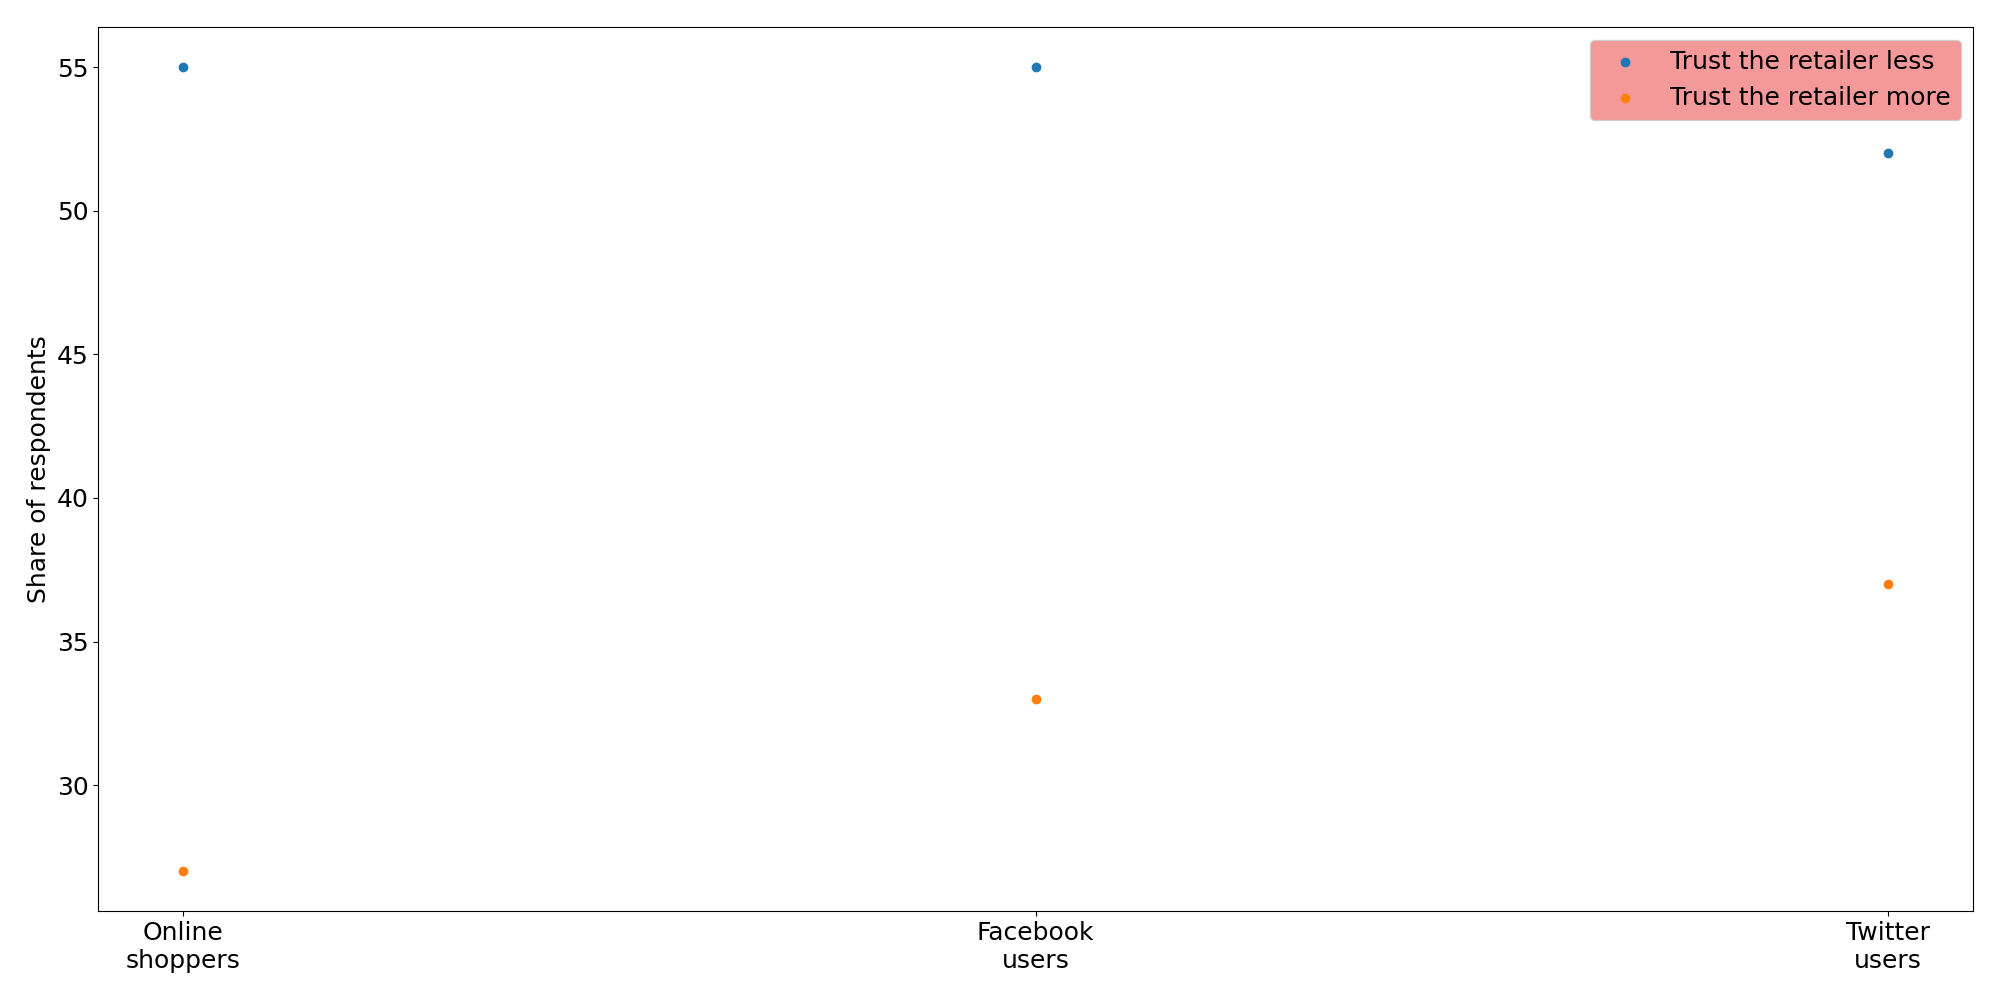 Trust the retailer less
Trust the retailer more
Share of respondents
55
50
45
40
35
30
Online
shoppers
Facebook
users
Twitter
users